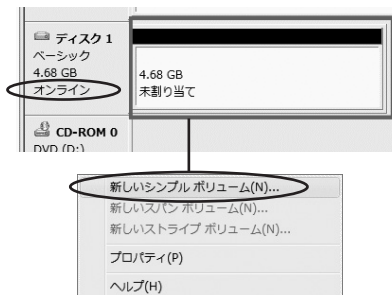 ディスク 1
ベーシック
4.68 GB
オンライン
4.68 GB
未割り当て
CD-ROM 0
DVD (D:)
新しいシンプル ボリューム(N)...
新しいスパン ボリューム(N)...
新しいストライプ ボリューム(N)...
プロパティ(P)
ヘルプ(H)